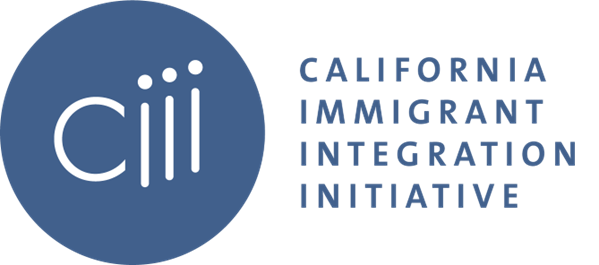 ciii
CALIFORNIA
IMMIGRANT
INTEGRATION
INITIATIVE